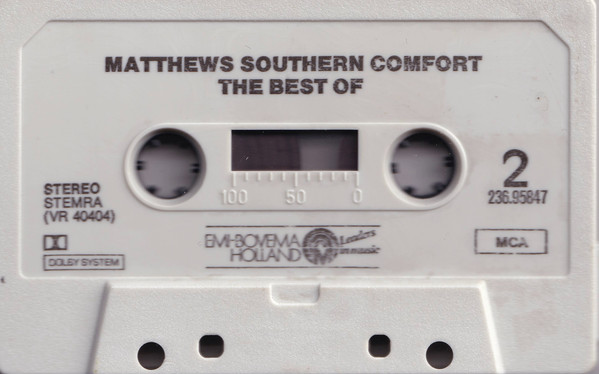 MATTHEWS SOUTHERN COMFORT
THE BEST OF
2
236.95847
STEREO
STEMRA
(VR 40404)
100 50 0
DOLBY SYSTEM
EMI-BOVEMA
HOLLAND
Leaders
in music
MCA